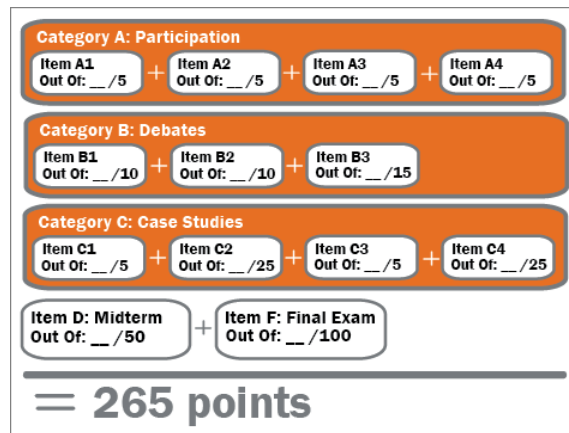 Category A: Participation
Item A1
Out Of: __ /5
+
Item A2
Out Of: __ /5
+
Item A3
Out Of: __ /5
+
Item A4
Out Of: __ /5
Category B: Debates
Item B1
Out Of: __ /10
+
Item B2
Out Of: __ /10
+
Item B3
Out Of: __ /15
Category C: Case Studies
Item C1
Out Of: __ /5
+
Item C2
Out Of: __ /25
+
Item C3
Out Of: __ /5
+
Item C4
Out Of: __ /25
Item D: Midterm
Out Of: __ /50
+
Item F: Final Exam
Out Of: __ /100
= 265 points